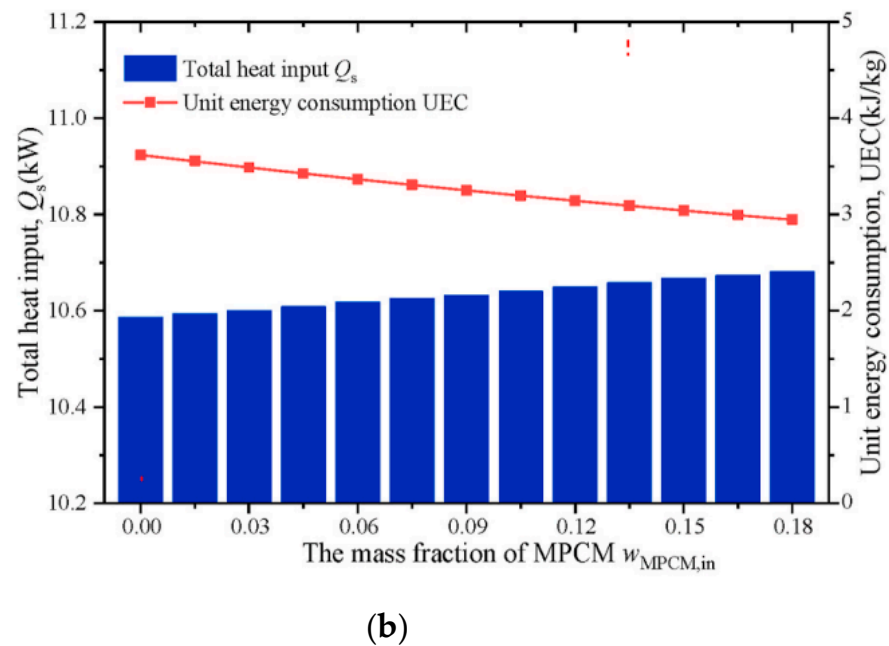 11.2
11.0
10.8
10.6
10.4
10.2
Total heat input, Qs(kW)
Total heat input Qs
Unit energy consumption UEC
5
4
3
2
1
0
Unit energy consumption, UEC(kJ/kg)
0.00 0.03 0.06 0.09 0.12 0.15 0.18
The mass fraction of MPCM wMPCM,in
(b)